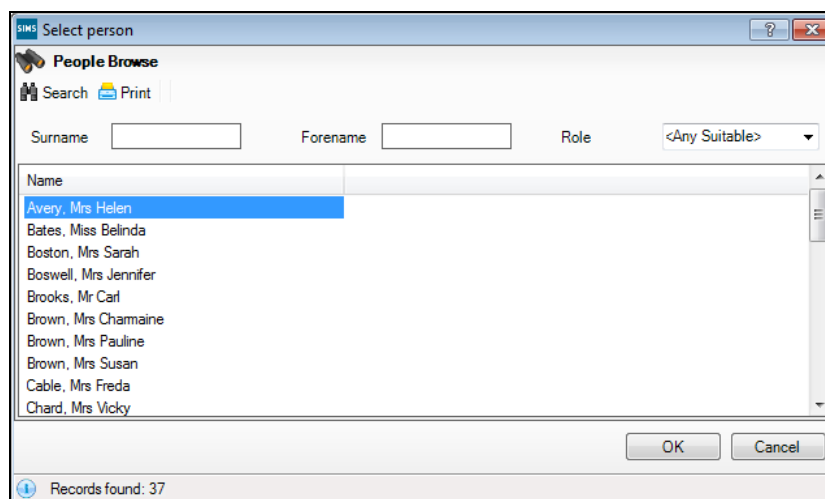 SIMS Select person
People Browse
Search Print
Surname Forename Role <Any Suitable>
Name
Avery, Mrs Helen
Bates, Miss Belinda
Boston, Mrs Sarah
Boswell, Mrs Jennifer
Brooks, Mr Carl
Brown, Mrs Charmaine
Brown, Mrs Pauline
Brown, Mrs Susan
Cable, Mrs Freda
Chard, Mrs Vicky
OK Cancel
Records found: 37